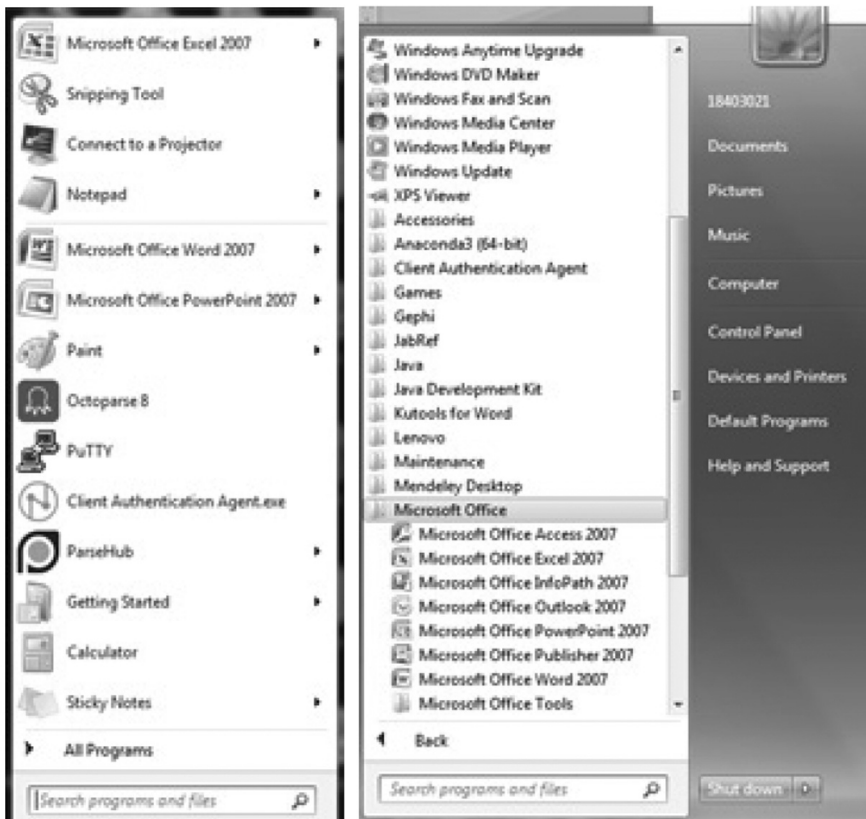 Microsoft Office Excel 2007
Snipping Tool
Connect to a Projector
Notepad
Microsoft Office Word 2007
Microsoft Office PowerPoint 2007
Paint
Octoparse 8
PuTTY
Client Authentication Agent.exe
ParseHub
Getting Started
Calculator
Sticky Notes
All Programs
Search programs and files
Windows Anytime Upgrade
Windows DVD Maker
Windows Fax and Scan
Windows Media Center
Windows Media Player
Windows Update
XPS Viewer
Accessories
Anaconda3 (64-bit)
Client Authentication Agent
Games
Gephi
JabRef
Java
Java Development Kit
Kutools for Word
Lenovo
Maintenance
Mendeley Desktop
Microsoft Office
Microsoft Office Access 2007
Microsoft Office Excel 2007
Microsoft Office InfoPath 2007
Microsoft Office Outlook 2007
Microsoft Office PowerPoint 2007
Microsoft Office Publisher 2007
Microsoft Office Word 2007
Microsoft Office Tools
Back
Search programs and files
18403021
Documents
Pictures
Music
Computer
Control Panel
Devices and Printers
Default Programs
Help and Support
Shut down